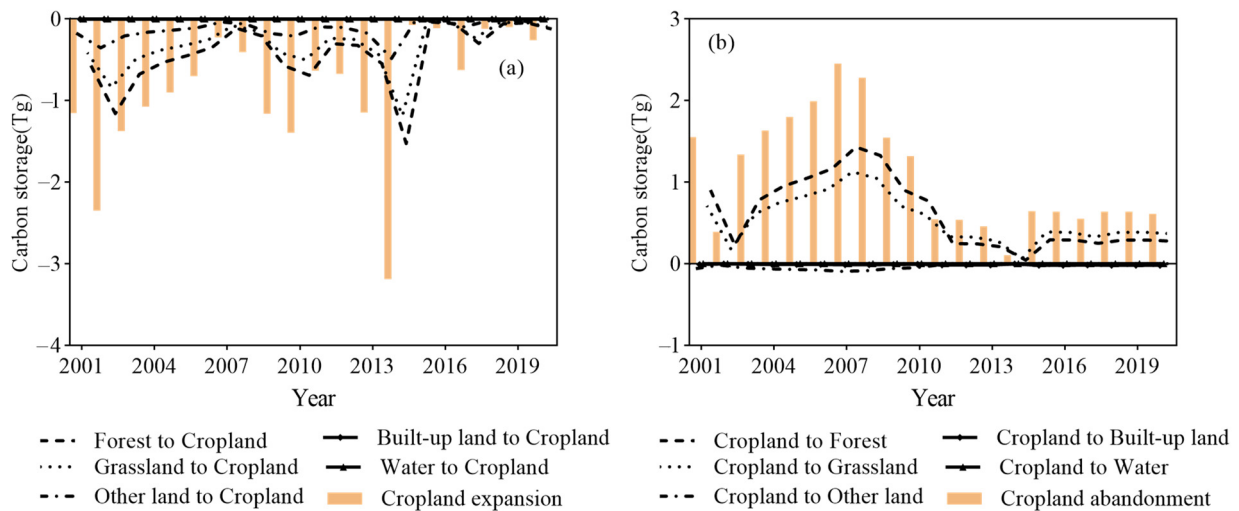 0
−1
−2
−3
−4
Carbon storage(Tg)
(a)
2001 2004 2007 2010 2013 2016 2019
Year
Forest to Cropland
Grassland to Cropland
Other land to Cropland
Built-up land to Cropland
Water to Cropland
Cropland expansion
3
2
1
0
−1
Carbon storage(Tg)
(b)
2001 2004 2007 2010 2013 2016 2019
Year
Cropland to Forest
Cropland to Grassland
Cropland to Other land
Cropland to Built-up land
Cropland to Water
Cropland abandonment